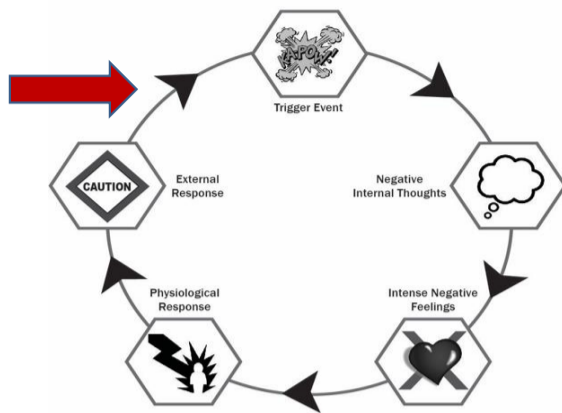 KAPOW!
Trigger Event
CAUTION
External
Response
Negative
Internal Thoughts
Physiological
Response
Intense Negative
Feelings